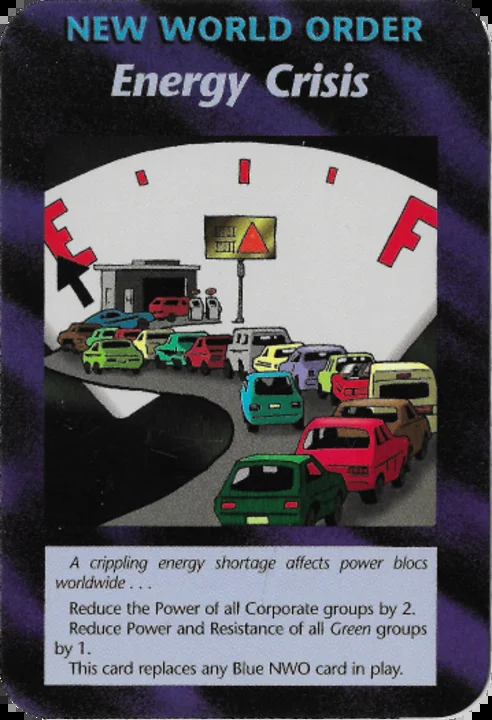 NEW WORLD ORDER
Energy Crisis
E
F
A crippling energy shortage affects power blocs
worldwide . . .
Reduce the Power of all Corporate groups by 2.
Reduce Power and Resistance of all Green groups
by 1.
This card replaces any Blue NWO card in play.